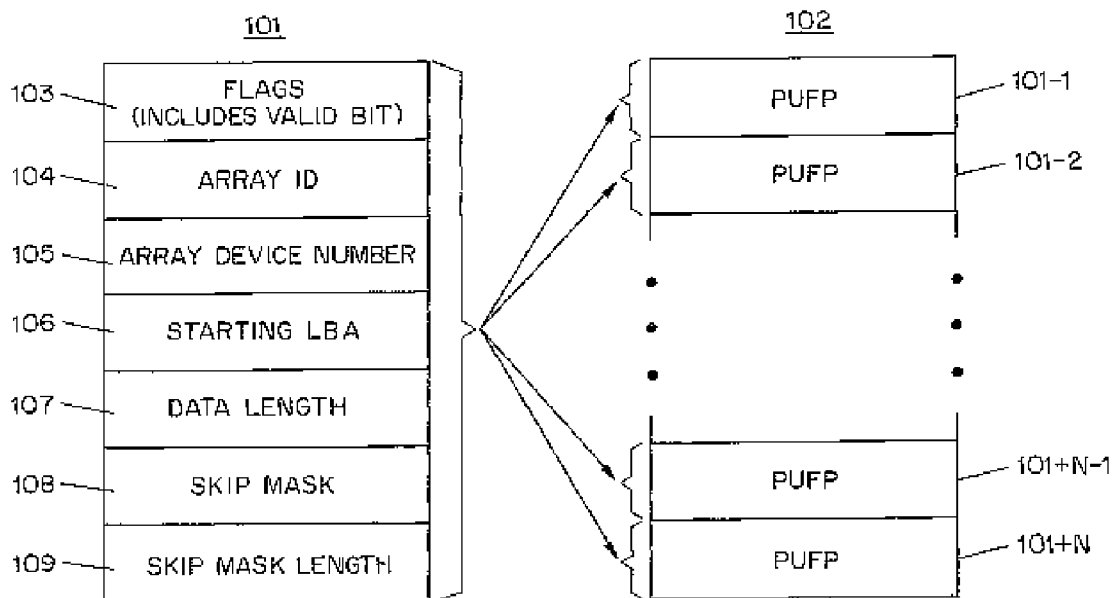 101
103
FLAGS
(INCLUDES VALID BIT)
104
ARRAY ID
105
ARRAY DEVICE NUMBER
106
STARTING LBA
107
DATA LENGTH
108
SKIP MASK
109
SKIP MASK LENGTH
102
PUFP
101-1
PUFP
101-2
PUFP
101+N-1
PUFP
101+N